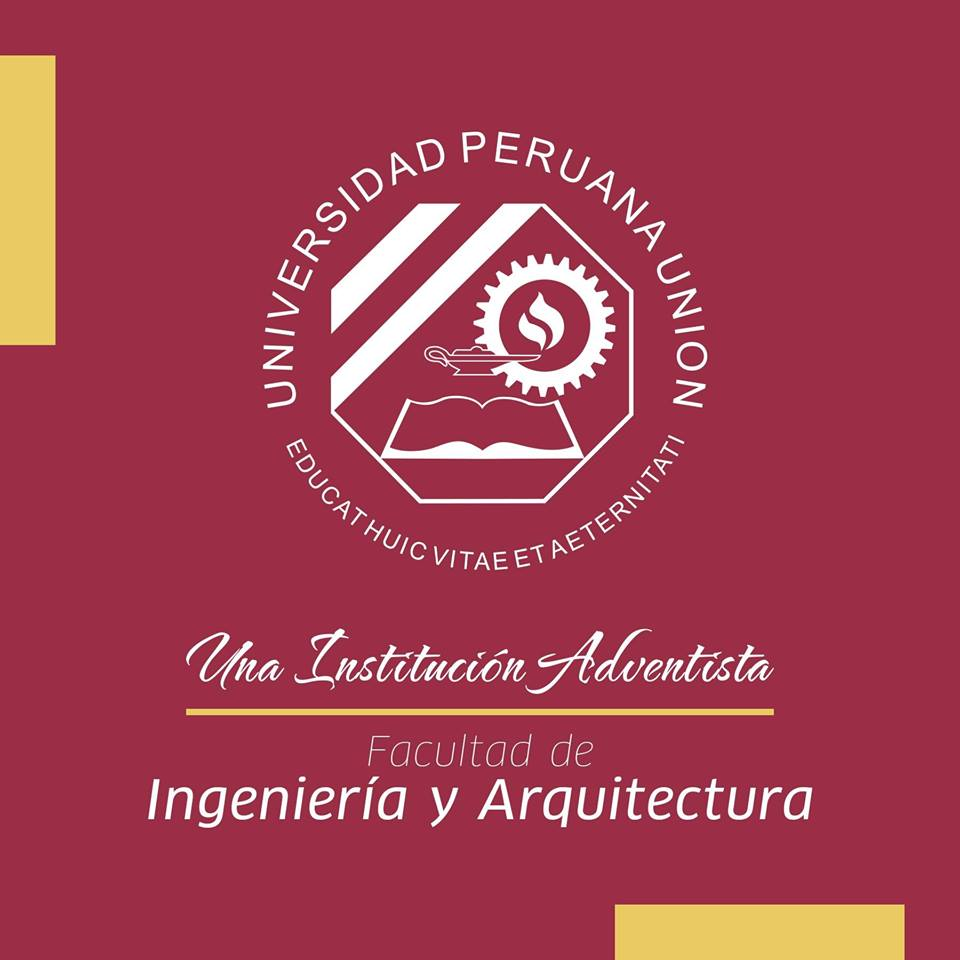 UNIVERSIDAD PERUANA UNION
EDUCAT HUIC VITAE ET AETERNITATI
Una Institución Adventista
Facultad de
Ingeniería y Arquitectura